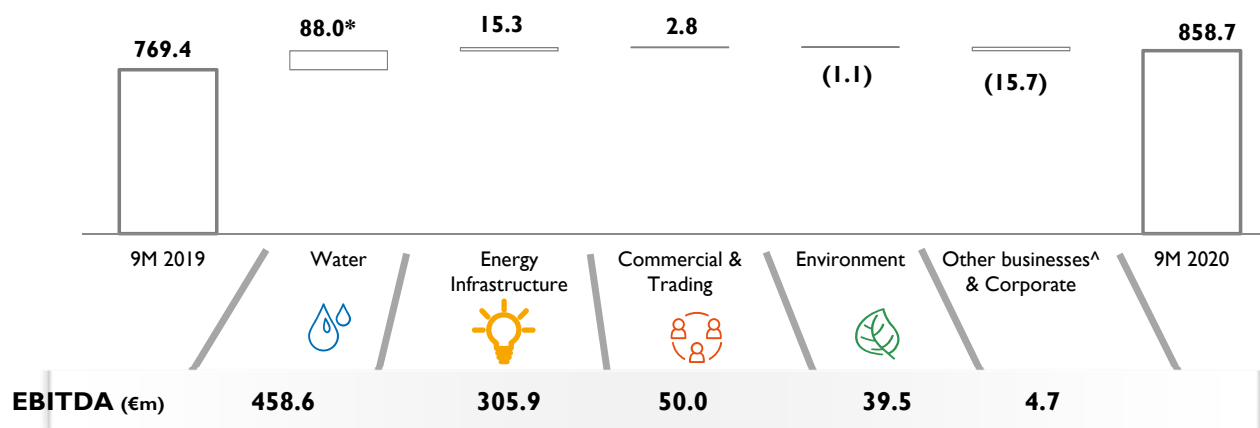 769.4
88.0*
15.3
2.8
(1.1)
(15.7)
858.7
9M 2019
Water
Energy
Infrastructure
Commercial &
Trading
Environment
Other businesses^
& Corporate
9M 2020
EBITDA (€m) 458.6 305.9 50.0 39.5 4.7